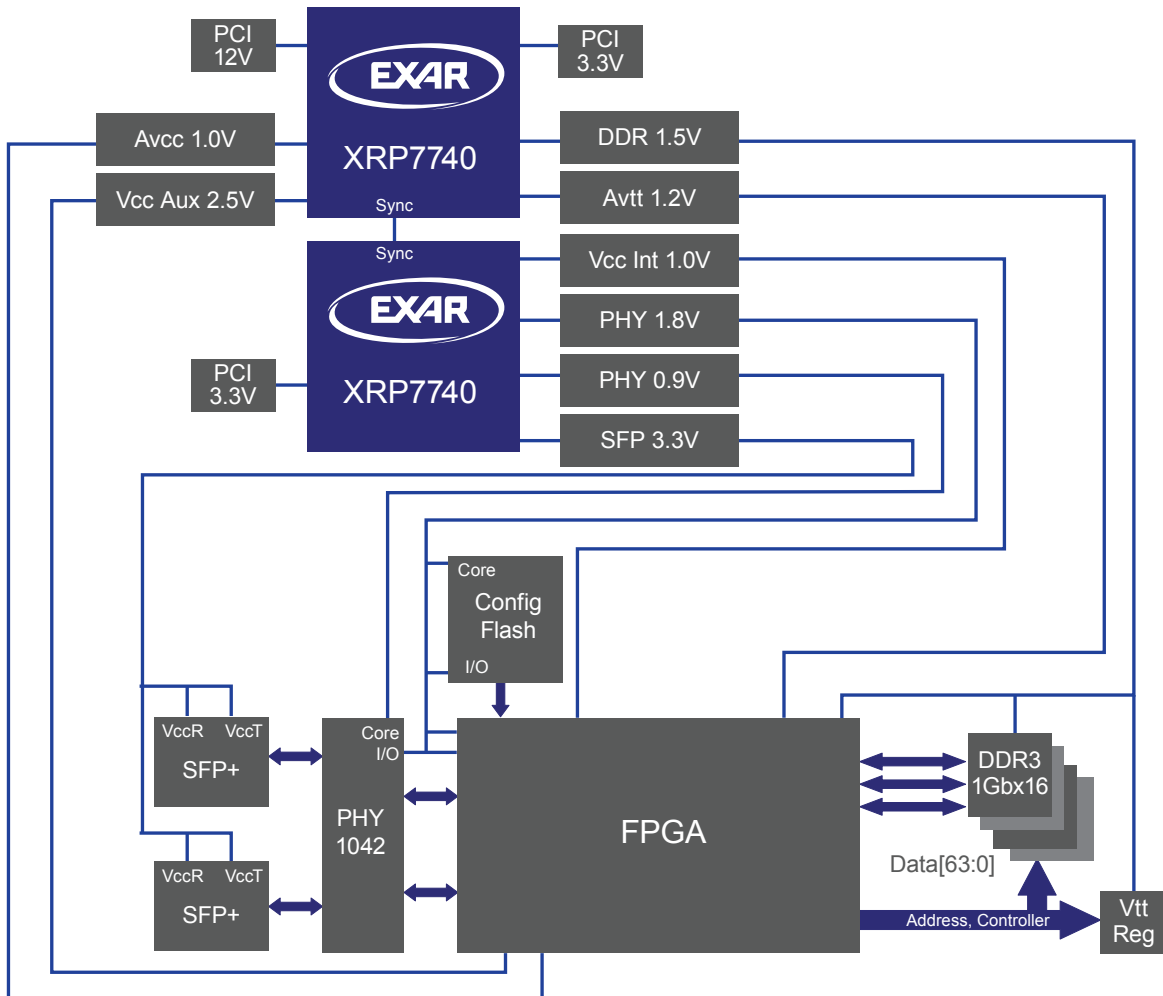 PCI
12V
EXAR
PCI
3.3V
Avcc 1.0V
XRP7740
DDR 1.5V
Vcc Aux 2.5V
Sync
Avtt 1.2V
Sync
Vcc Int 1.0V
EXAR
PHY 1.8V
PCI
3.3V
XRP7740
PHY 0.9V
SFP 3.3V
Core
Config
Flash
I/O
VccR VccT
SFP+
Core
I/O
PHY
1042
FPGA
DDR3
1Gbx16
Data[63:0]
VccR VccT
SFP+
Address, Controller
Vtt
Reg